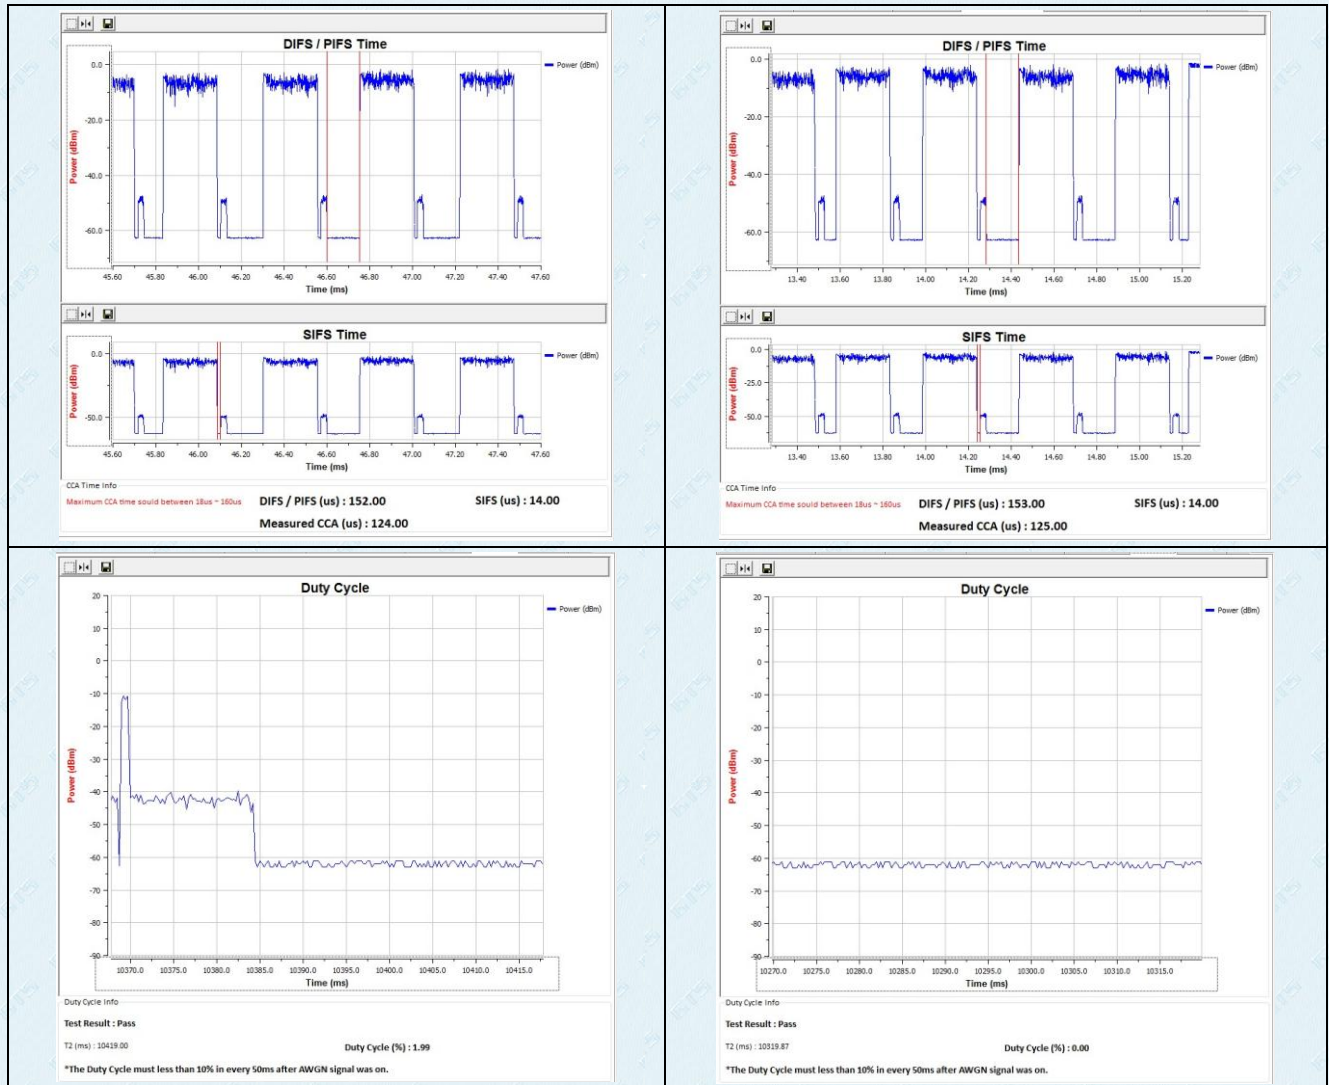 DIFS / PIFS Time
Power (dBm)
Power (dBm)
0.0
-20.0
-40.0
-60.0
45.60 45.80 46.00 46.20 46.40 46.60 46.80 47.00 47.20 47.40 47.60
Time (ms)
SIFS Time
Power (dBm)
Power (dBm)
0.0
-50.0
45.60 45.80 46.00 46.20 46.40 46.60 46.80 47.00 47.20 47.40 47.60
Time (ms)
CCA Time Info
Maximum CCA time sould between 18us ~ 160us DIFS / PIFS (us) : 152.00 SIFS (us) : 14.00
Measured CCA (us) : 124.00
DIFS / PIFS Time
Power (dBm)
Power (dBm)
0.0
-20.0
-40.0
-60.0
13.40 13.60 13.80 14.00 14.20 14.40 14.60 14.80 15.00 15.20
Time (ms)
SIFS Time
Power (dBm)
Power (dBm)
0.0
-25.0
-50.0
13.40 13.60 13.80 14.00 14.20 14.40 14.60 14.80 15.00 15.20
Time (ms)
CCA Time Info
Maximum CCA time sould between 18us ~ 160us DIFS / PIFS (us) : 153.00 SIFS (us) : 14.00
Measured CCA (us) : 125.00
Duty Cycle
Power (dBm)
Power (dBm)
20
10
0
-10
-20
-30
-40
-50
-60
-70
-80
-90
10370.0 10375.0 10380.0 10385.0 10390.0 10395.0 10400.0 10405.0 10410.0 10415.0
Time (ms)
Duty Cycle Info
Test Result : Pass
T2 (ms) : 10419.00 Duty Cycle (%) : 1.99
*The Duty Cycle must less than 10% in every 50ms after AWGN signal was on.
Duty Cycle
Power (dBm)
Power (dBm)
20
10
0
-10
-20
-30
-40
-50
-60
-70
-80
-90
10270.0 10275.0 10280.0 10285.0 10290.0 10295.0 10300.0 10305.0 10310.0 10315.0
Time (ms)
Duty Cycle Info
Test Result : Pass
T2 (ms) : 10319.87 Duty Cycle (%) : 0.00
*The Duty Cycle must less than 10% in every 50ms after AWGN signal was on.